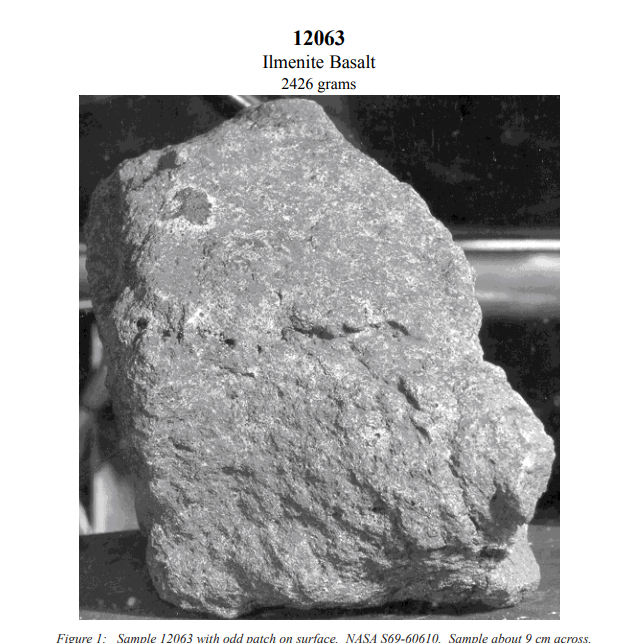 12063
Ilmenite Basalt
2426 grams
Figure 1: Sample 12063 with odd patch on surface. NASA S69-60610. Sample about 9 cm across.